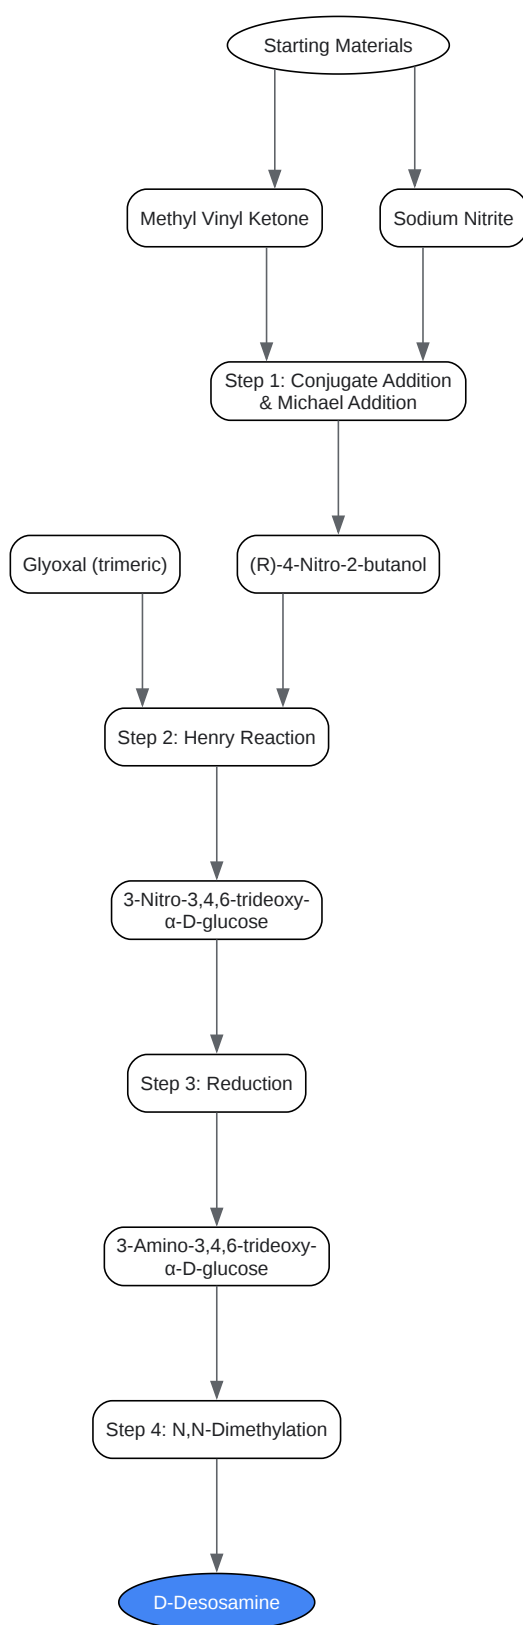 Starting Materials
Methyl Vinyl Ketone
Sodium Nitrite
Step 1: Conjugate Addition
& Michael Addition
Glyoxal (trimeric)
(R)-4-Nitro-2-butanol
Step 2: Henry Reaction
3-Nitro-3,4,6-trideoxy-
α-D-glucose
Step 3: Reduction
3-Amino-3,4,6-trideoxy-
α-D-glucose
Step 4: N,N-Dimethylation
D-Desosamine